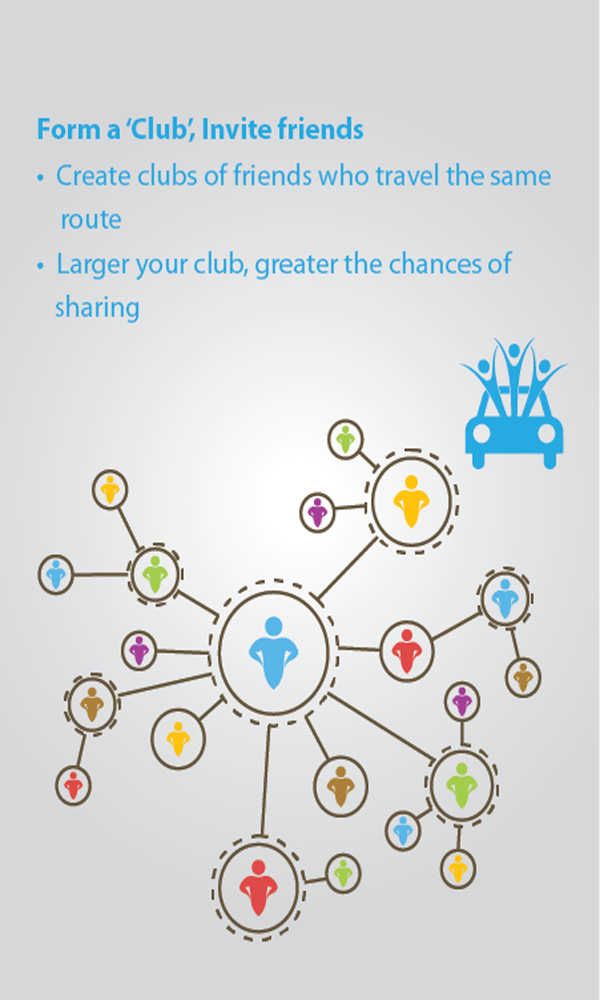 Form a ‘Club’, Invite friends
• Create clubs of friends who travel the same
route
• Larger your club, greater the chances of
sharing